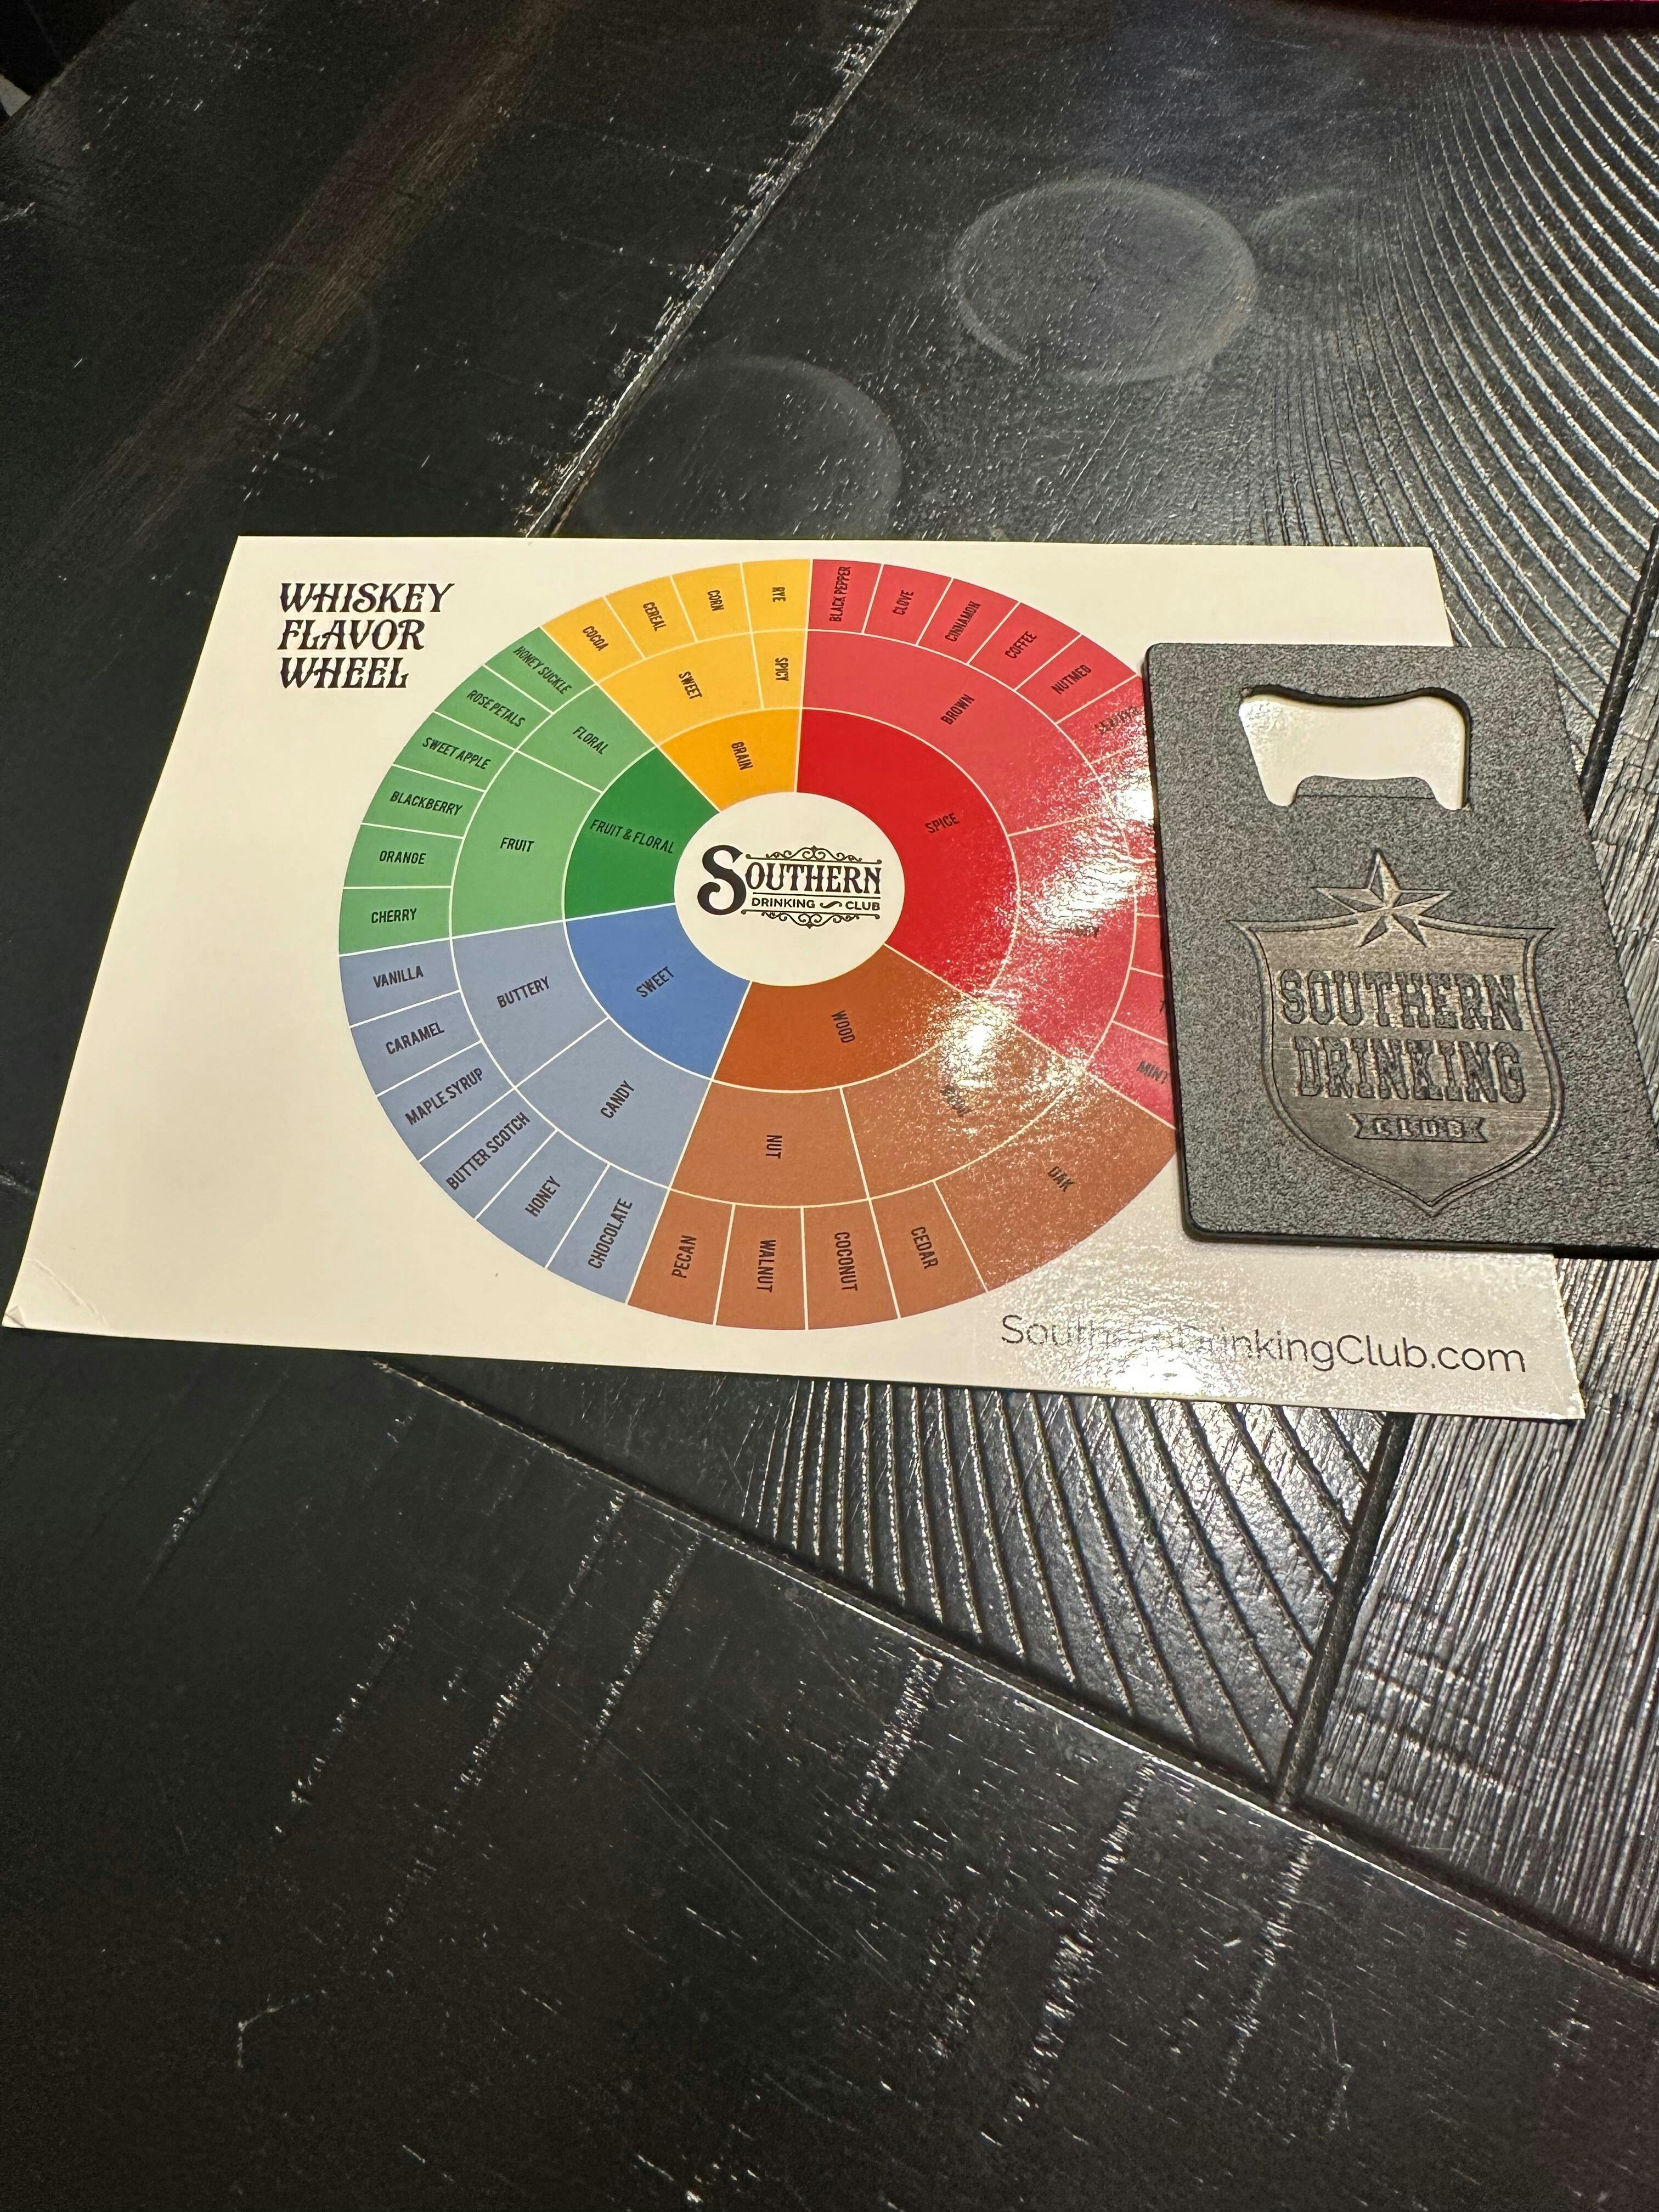 WHISKEY
FLAVOR
WHEEL
SOUTHERN
DRINKING CLUB
GRAIN
SWEET
SPICY
COCOA
CEREAL
CORN
RYE
SPICE
BROWN
BLACK PEPPER
CLOVE
CINNAMON
COFFEE
NUTMEG
MINT
WOOD
NUT
OAK
CEDAR
COCONUT
WALNUT
PECAN
SWEET
CANDY
BUTTERY
CHOCOLATE
HONEY
BUTTER SCOTCH
MAPLE SYRUP
CARAMEL
VANILLA
FRUIT & FLORAL
FRUIT
FLORAL
CHERRY
ORANGE
BLACKBERRY
SWEET APPLE
ROSE PETALS
HONEY SUCKLE
SouthernDrinkingClub.com
SOUTHERN
DRINKING
CLUB